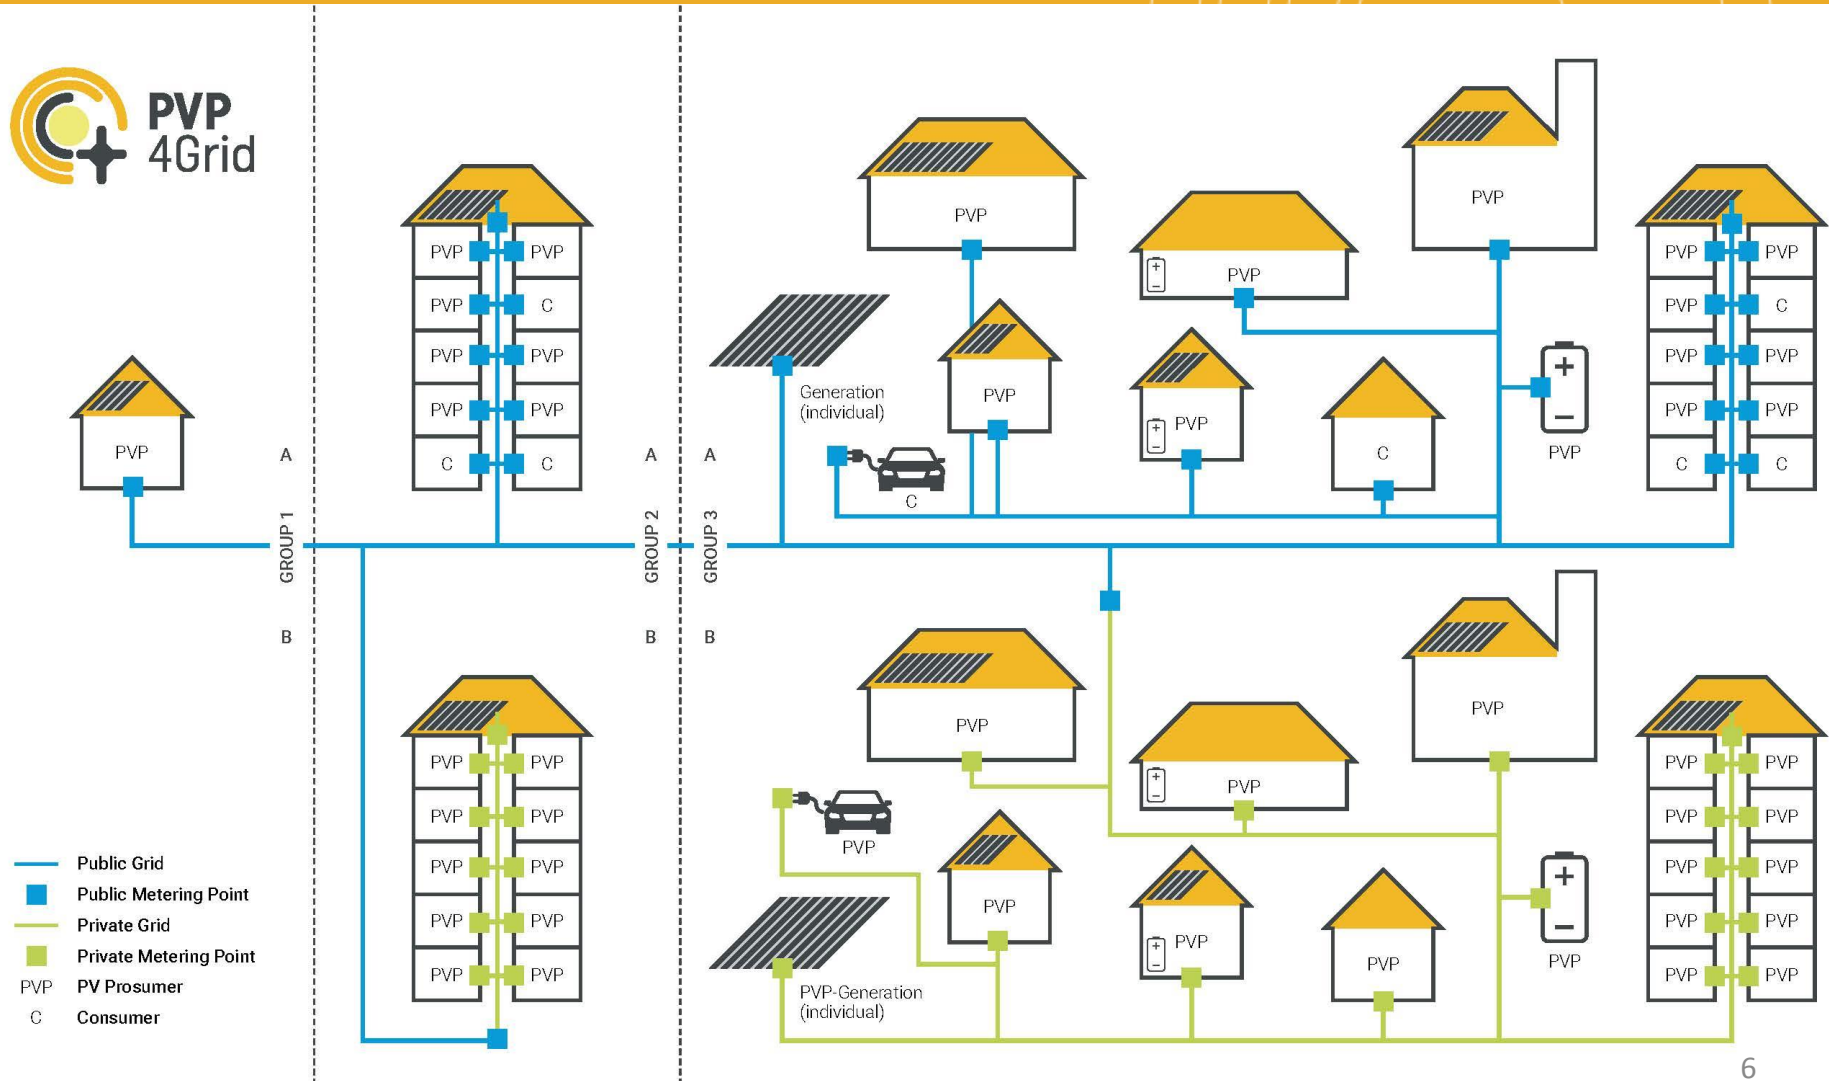 PVP
4Grid
PVP
A
GROUP 1
B
PVP
PVP
PVP
C
PVP
PVP
PVP
PVP
C
C
A
GROUP 2
B
PVP
PVP
PVP
PVP
PVP
PVP
PVP
PVP
PVP
PVP
A
GROUP 3
B
PVP
PVP
PVP
Generation
(individual)
PVP
C
PVP
C
PVP
PVP
PVP
PVP
C
PVP
PVP
PVP
PVP
C
C
PVP
PVP
PVP
PVP
PVP
PVP
PVP
PVP
PVP-Generation
(individual)
PVP
PVP
PVP
PVP
PVP
PVP
PVP
PVP
PVP
PVP
Public Grid
Public Metering Point
Private Grid
Private Metering Point
PVP PV Prosumer
C Consumer
6